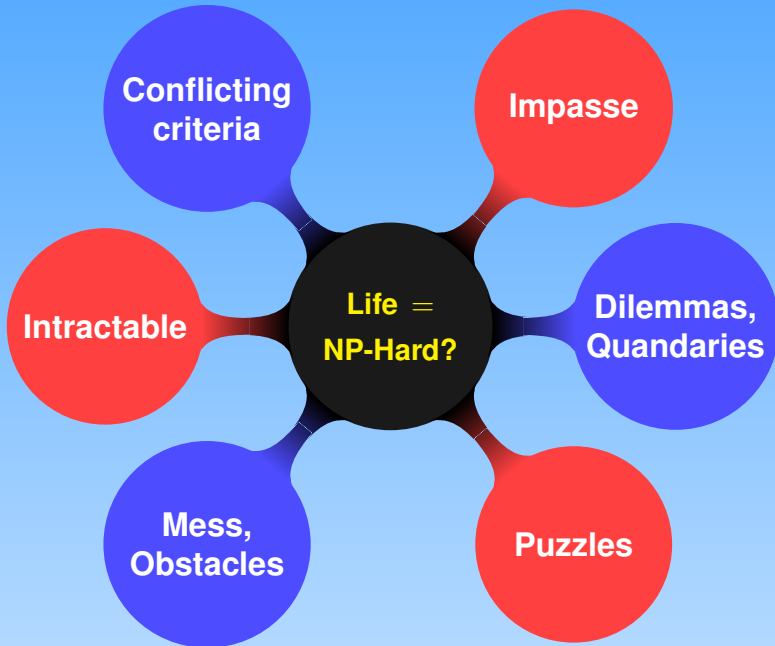 Conflicting
criteria
Impasse
Intractable
Life =
NP-Hard?
Dilemmas,
Quandaries
Mess,
Obstacles
Puzzles